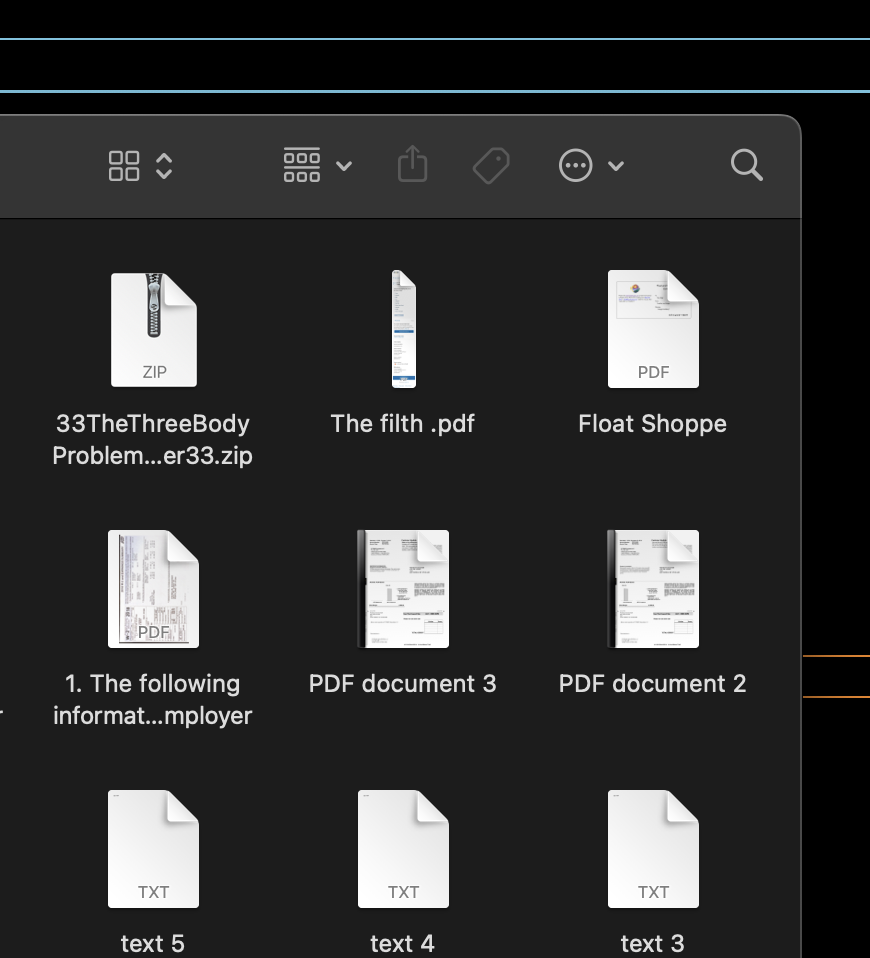 ZIP
33TheThreeBody
Problem...er33.zip
The filth .pdf
PDF
Float Shoppe
PDF
1. The following
informat...mployer
PDF document 3
PDF document 2
TXT
text 5
TXT
text 4
TXT
text 3